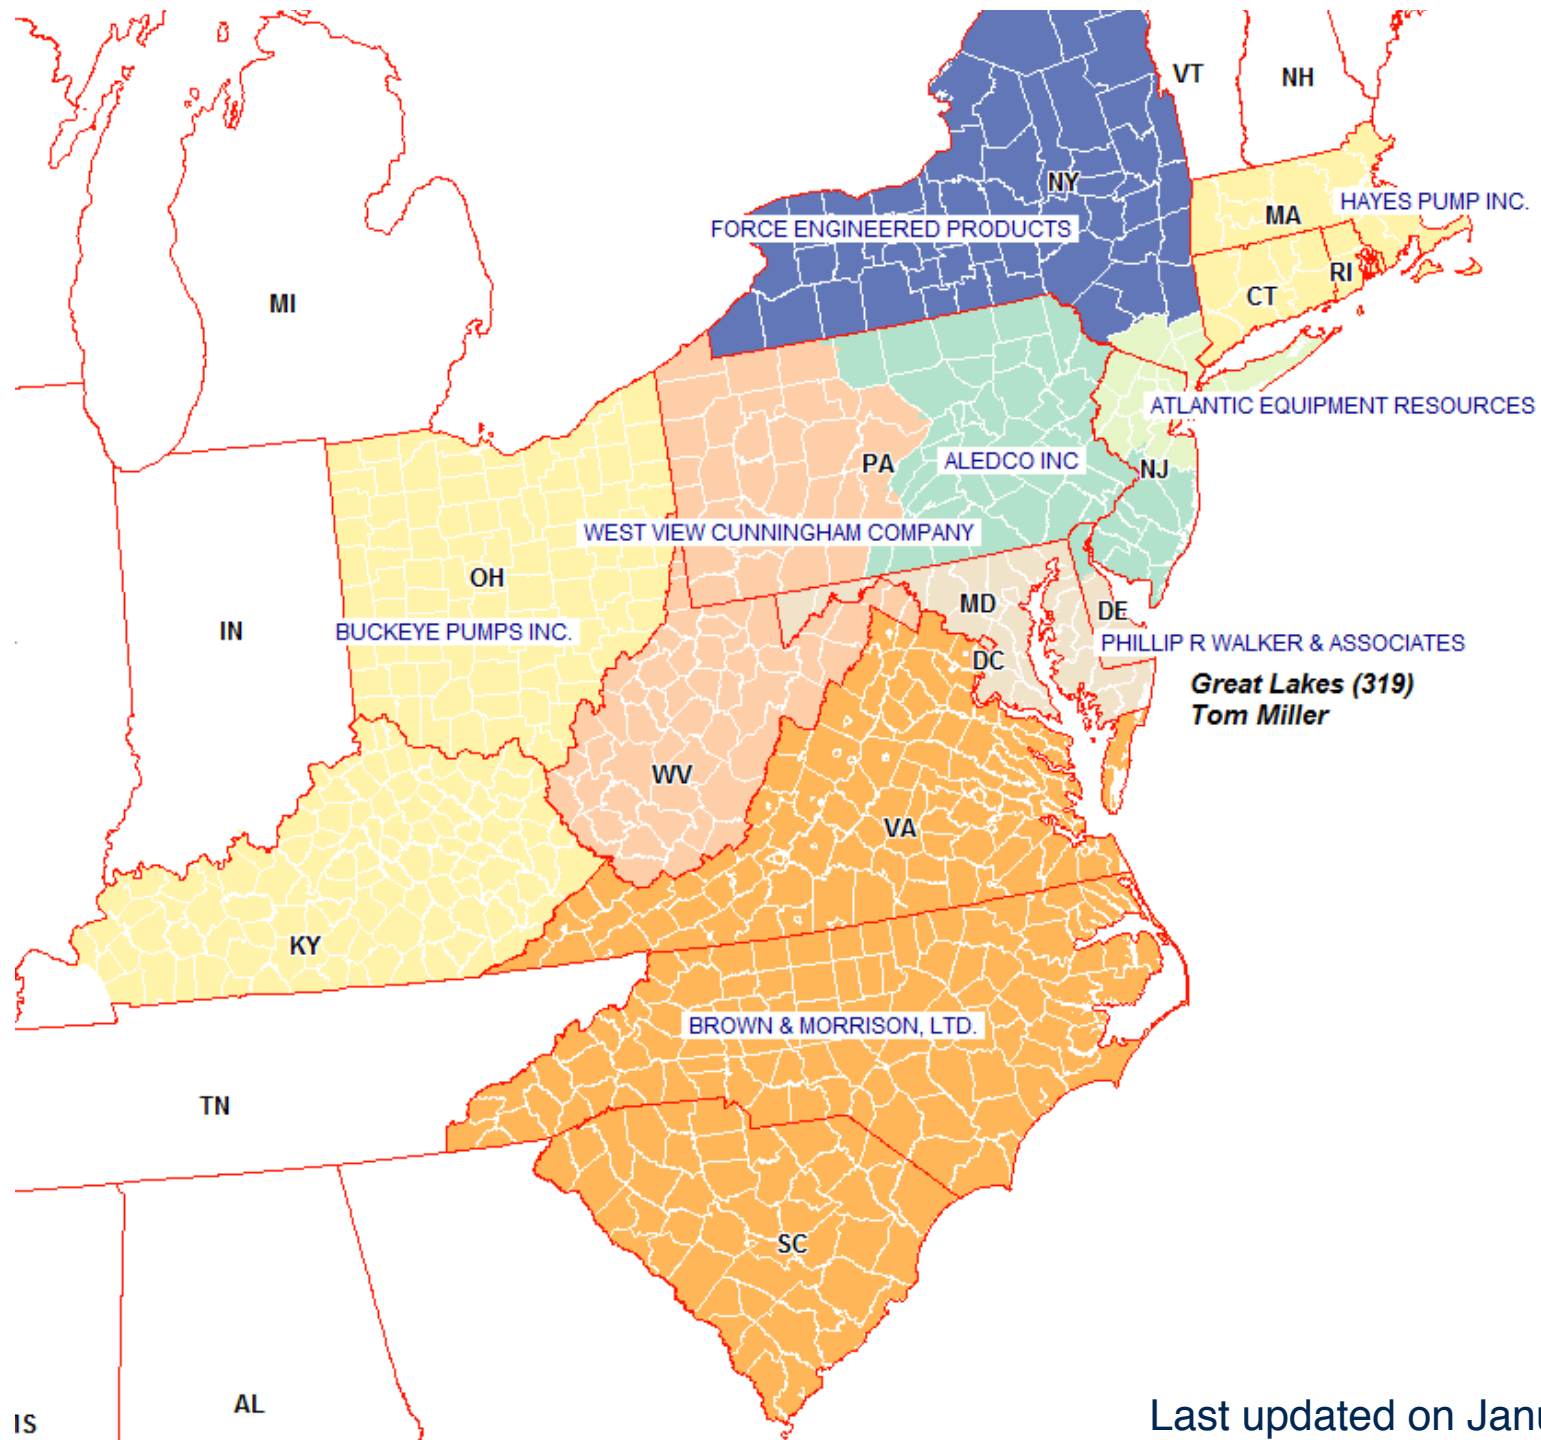 VT
NH
NY
HAYES PUMP INC.
MA
FORCE ENGINEERED PRODUCTS
RI
CT
MI
ATLANTIC EQUIPMENT RESOURCES
PA
ALEDCO INC
NJ
WEST VIEW CUNNINGHAM COMPANY
OH
MD
DE
IN
BUCKEYE PUMPS INC.
PHILLIP R WALKER & ASSOCIATES
DC
Great Lakes (319)
Tom Miller
WV
VA
KY
BROWN & MORRISON, LTD.
TN
SC
AL
Last updated on Janu